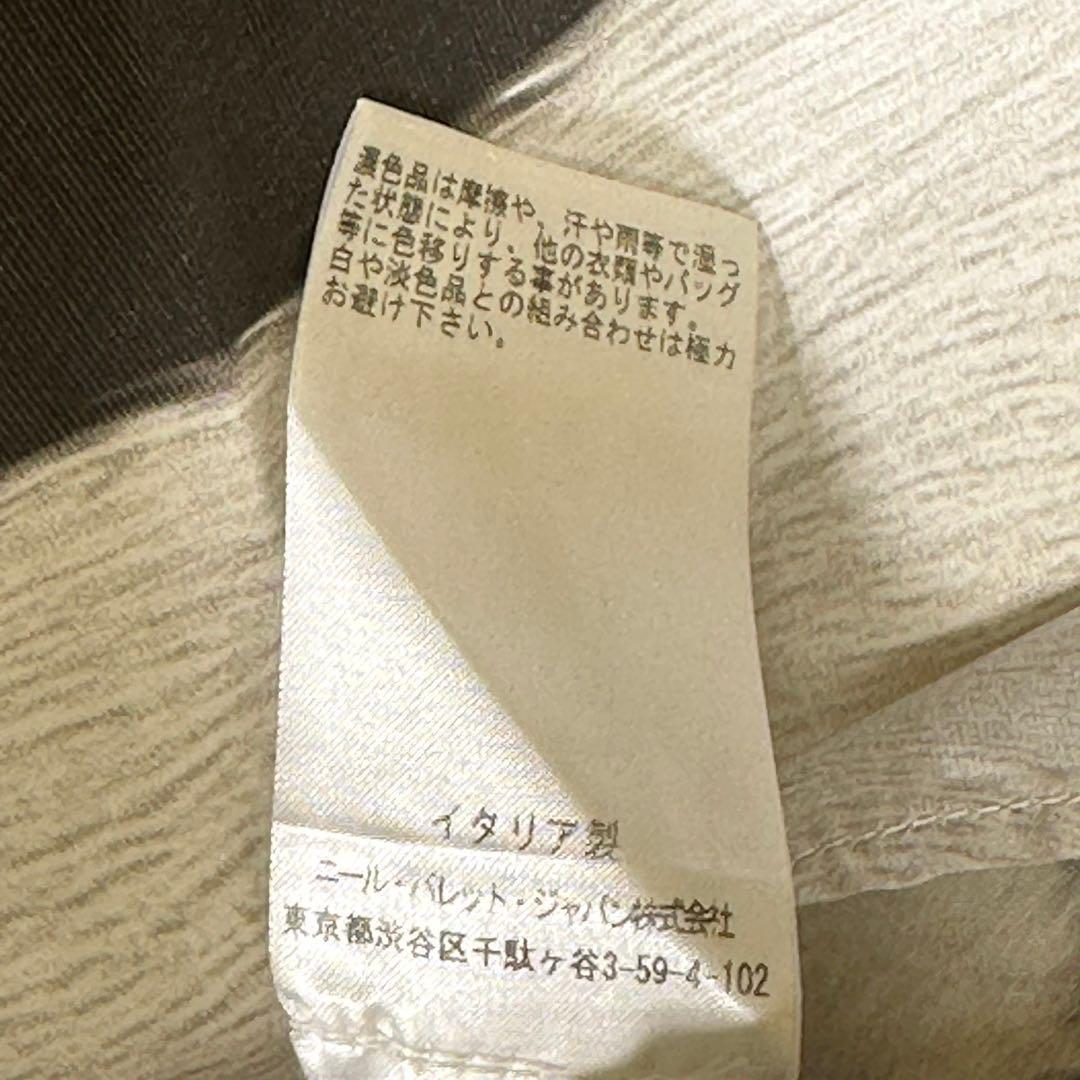 濃色品は摩擦や、汗や雨等で湿っ
た状態により、他の衣類やバッグ
等に色移りする事があります。
白や淡色品との組み合わせは極力
お避け下さい。
イタリア製
ニール・バレット・ジャパン株式会社
東京都渋谷区千駄ヶ谷3-59-4-102